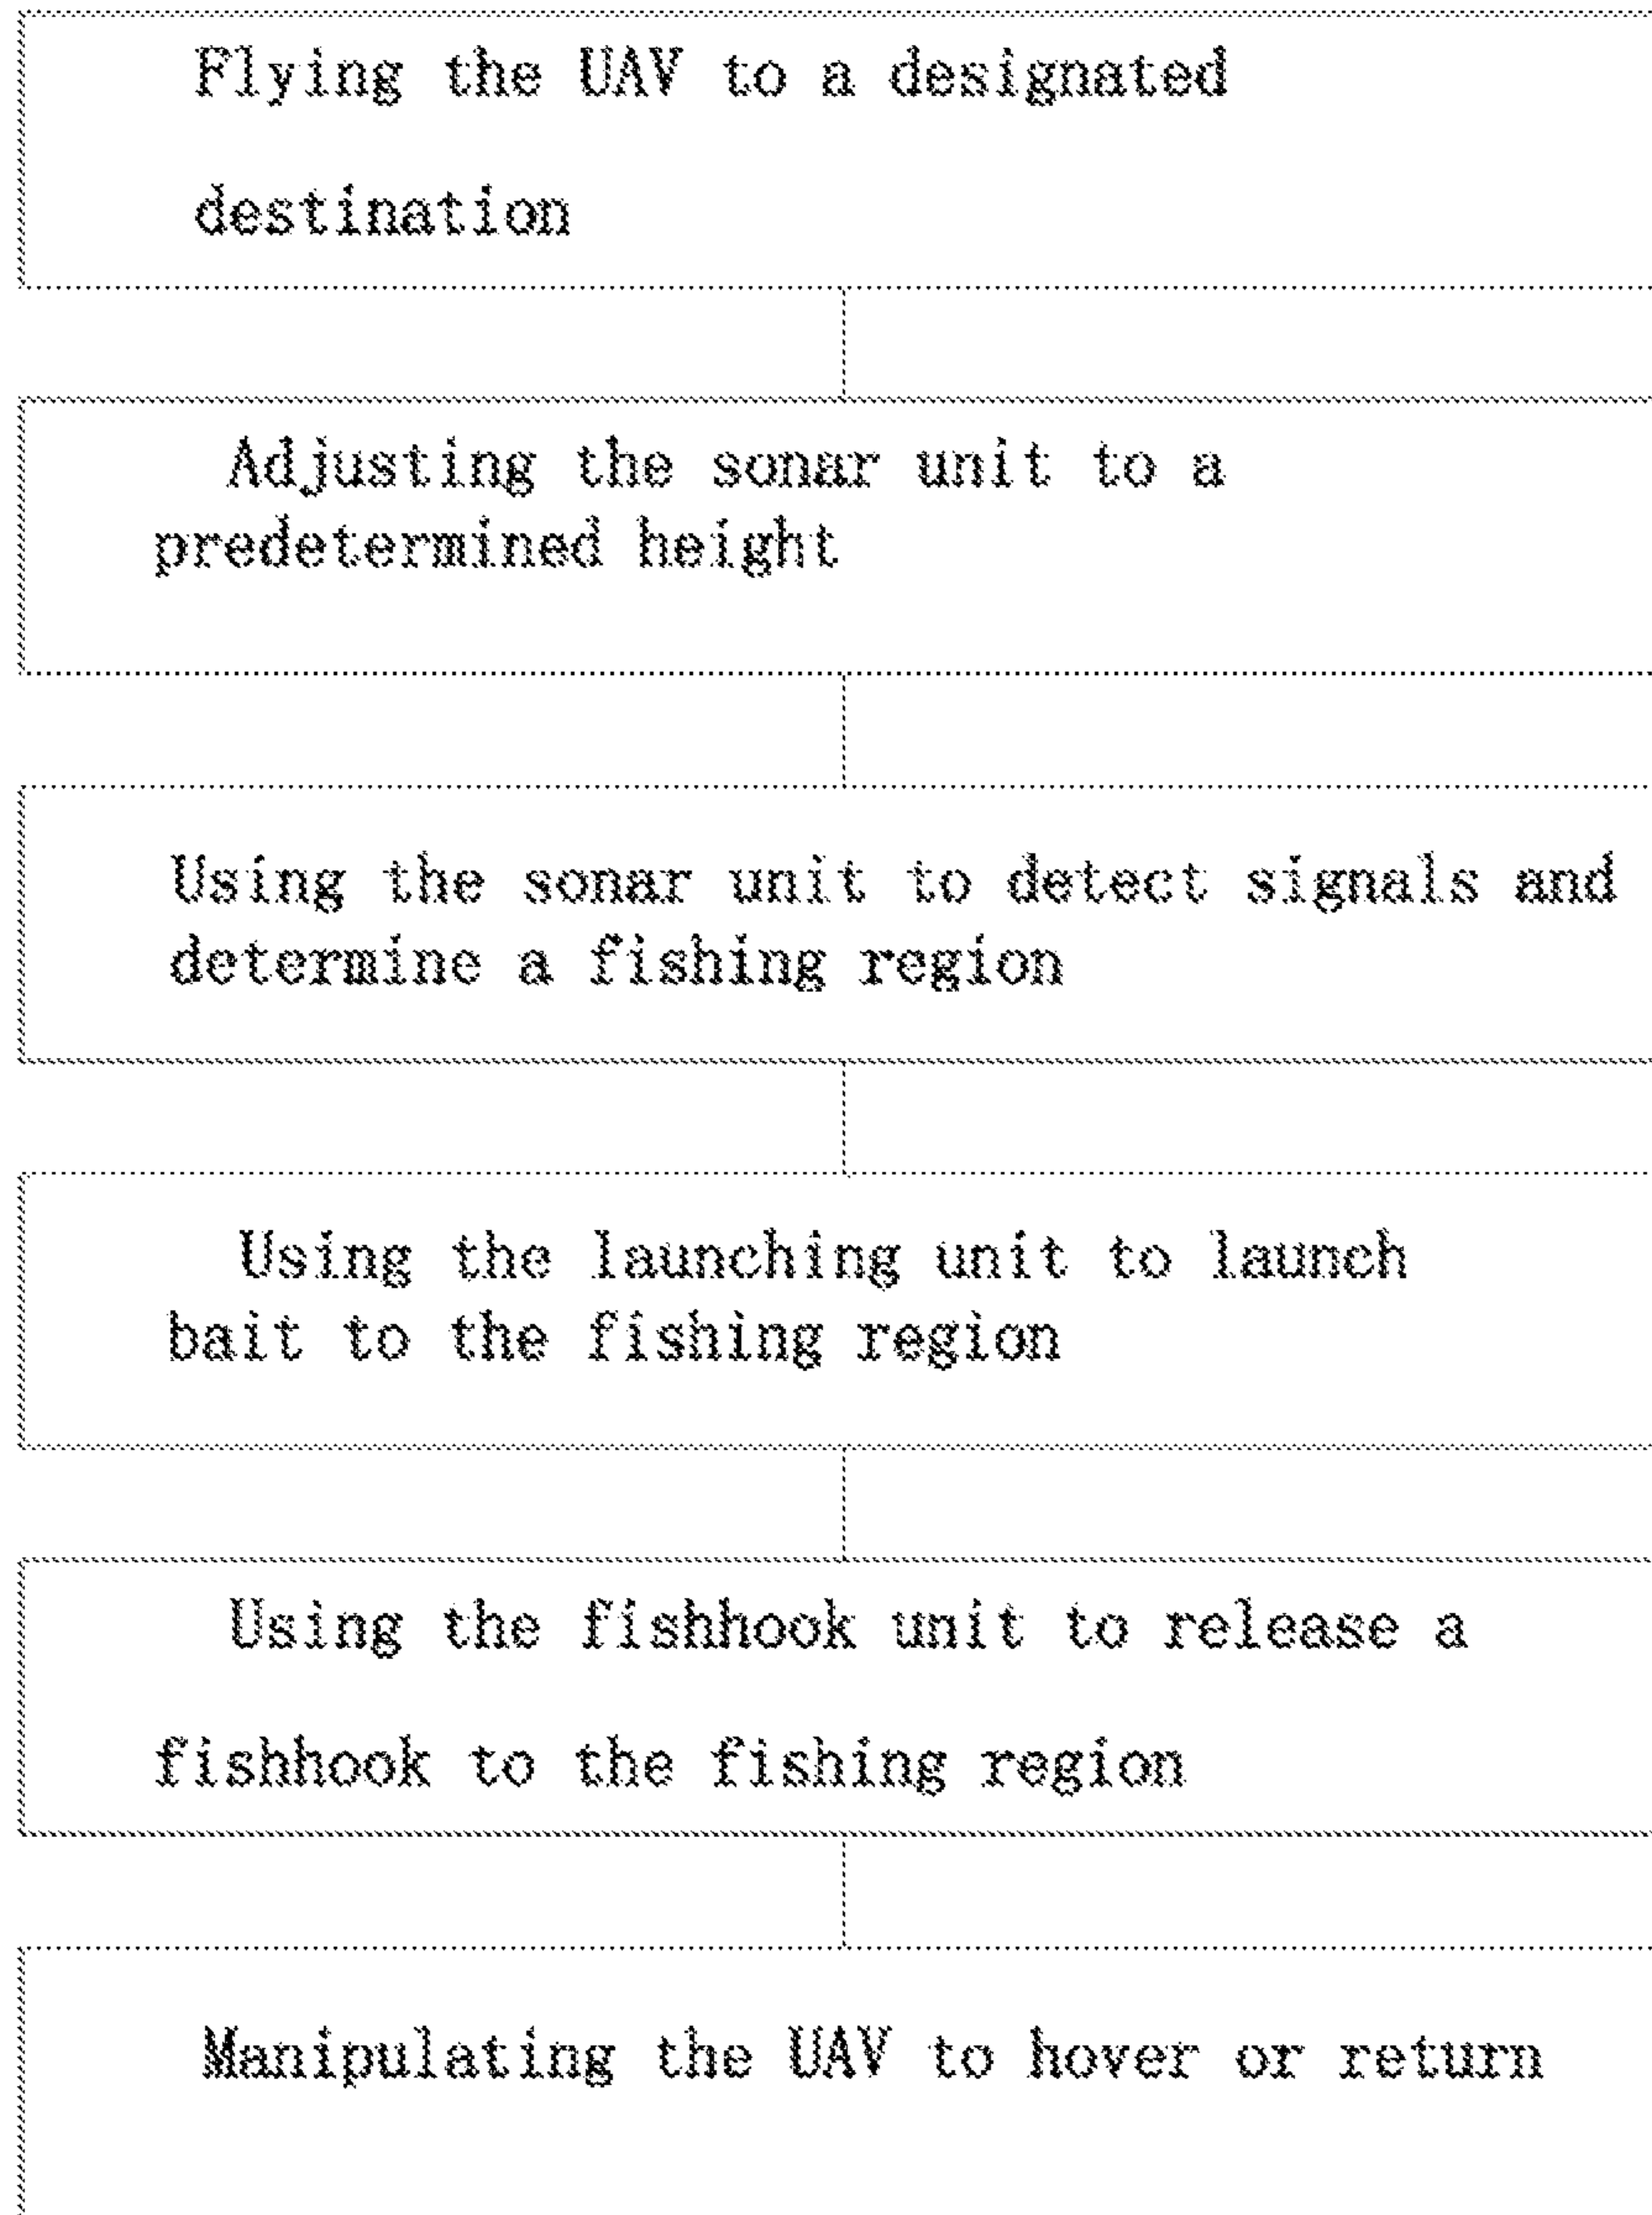 Flying the UAV to a designated
destination
Adjusting the sonar unit to a
predetermined height
Using the sonar unit to detect signals and
determine a fishing region
Using the launching unit to launch
bait to the fishing region
Using the fishhook unit to release a
fishhook to the fishing region
Manipulating the UAV to hover or return